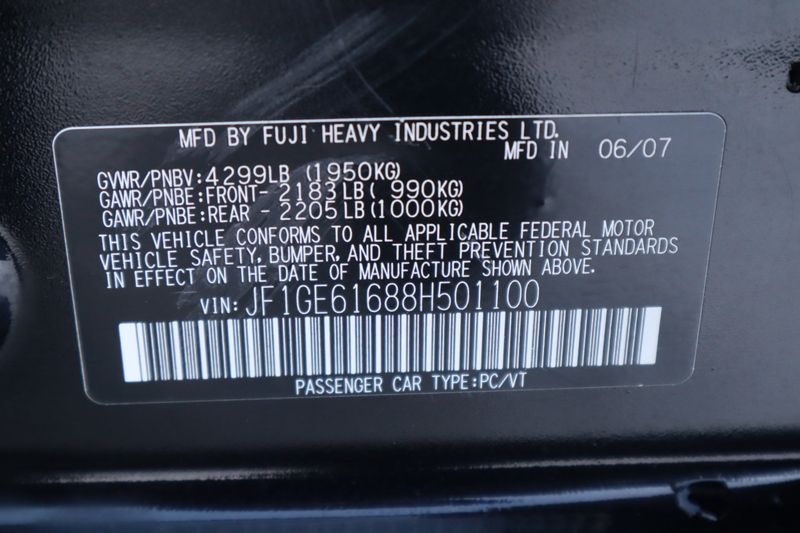 MFD BY FUJI HEAVY INDUSTRIES LTD.
MFD IN 06/07
GVWR/PNBV:4299LB (1950KG)
GAWR/PNBE:FRONT- 2183LB( 990KG)
GAWR/PNBE:REAR - 2205LB(1000KG)
THIS VEHICLE CONFORMS TO ALL APPLICABLE FEDERAL MOTOR
VEHICLE SAFETY, BUMPER, AND THEFT PREVENTION STANDARDS
IN EFFECT ON THE DATE OF MANUFACTURE SHOWN ABOVE.
VIN: JF1GE61688H501100
PASSENGER CAR TYPE:PC/VT